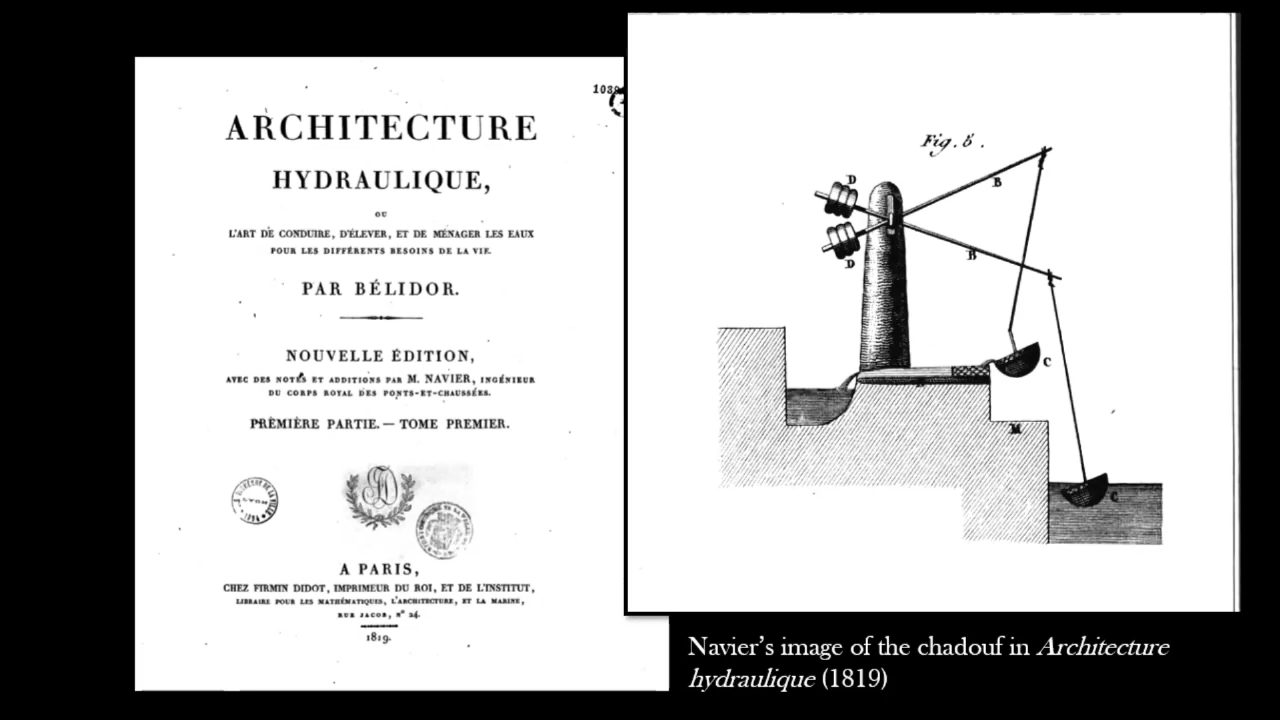 ARCHITECTURE
HYDRAULIQUE,
OU
L'ART DE CONDUIRE, D'ÉLEVER, ET DE MÉNAGER LES EAUX
POUR LES DIFFÉRENTS BESOINS DE LA VIE.
PAR BÉLIDOR.
NOUVELLE ÉDITION,
AVEC DES NOTES ET ADDITIONS PAR M. NAVIER, INGÉNIEUR
DU CORPS ROYAL DES PONTS-ET-CHAUSSÉES.
PREMIÈRE PARTIE. — TOME PREMIER.
A PARIS,
CHEZ FIRMIN DIDOT, IMPRIMEUR DU ROI, ET DE L'INSTITUT,
LIBRAIRE POUR LES MATHÉMATIQUES, L'ARCHITECTURE, ET LA MARINE,
RUE JACOB, Nº 24.
1819.
Fig. 5.
D
B
D
B
C
M
C
Navier's image of the chadouf in Architecture
hydraulique (1819)